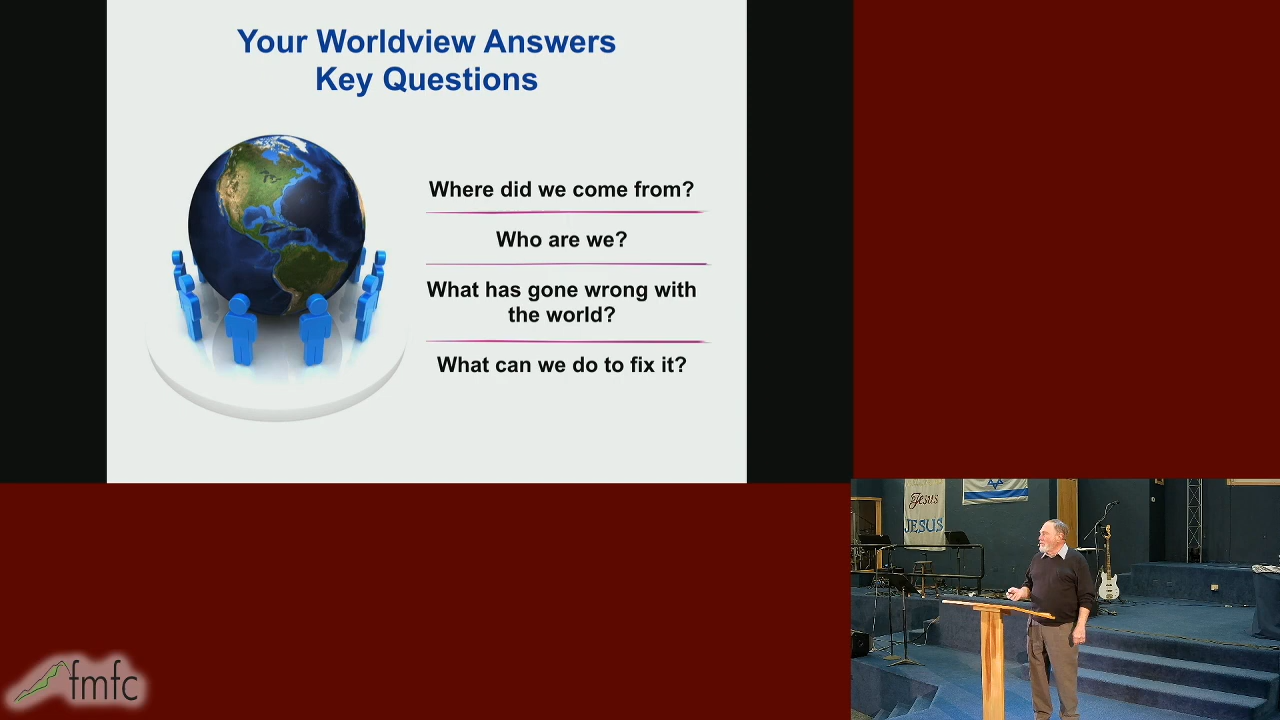 Your Worldview Answers
Key Questions
Where did we come from?
Who are we?
What has gone wrong with
the world?
What can we do to fix it?
Jesus
JESUS
fmfc